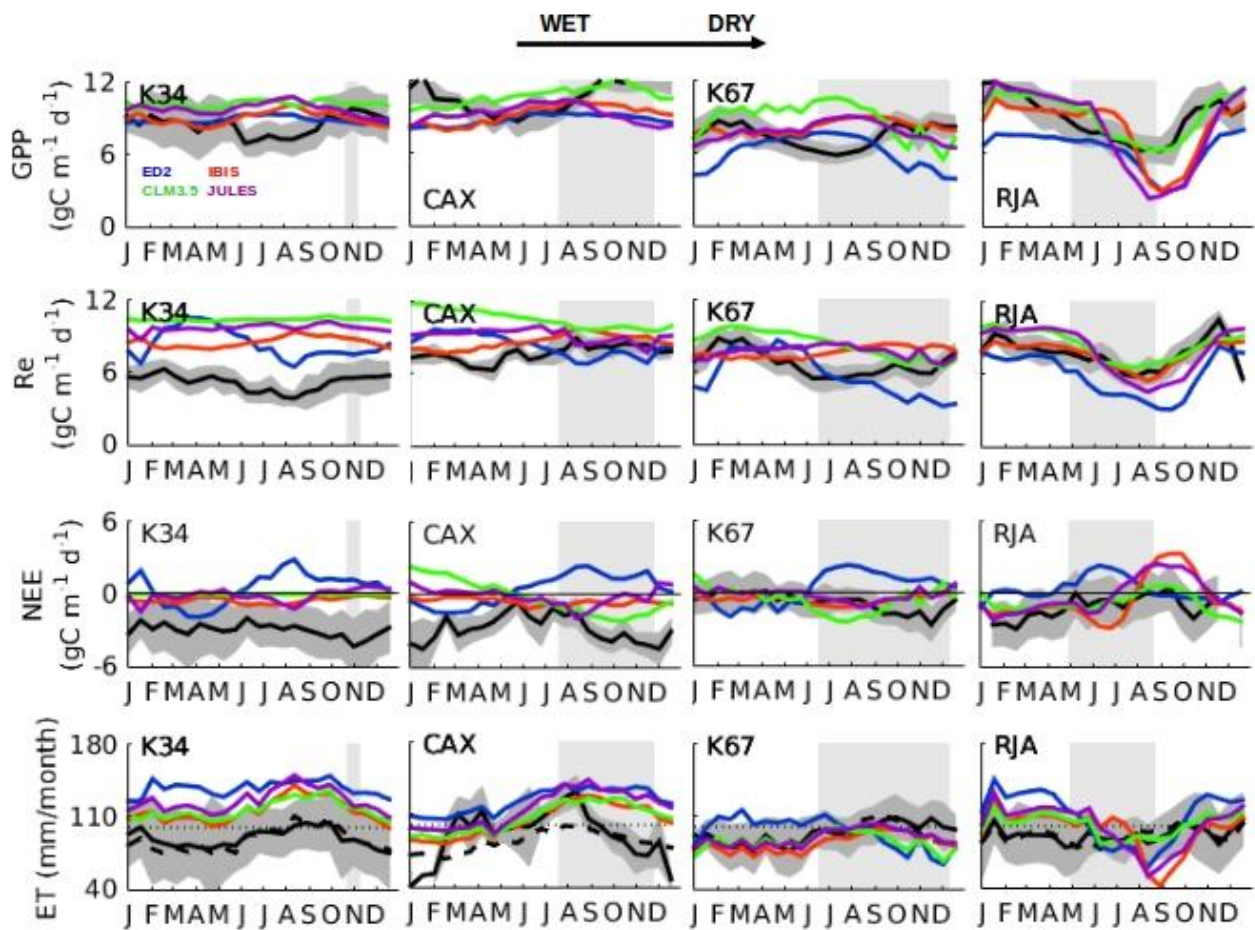 WET DRY
12 K34 K67
6
0
GPP
(gC m⁻¹ d⁻¹)
ED2 IBIS
CLM3.5 JULES
CAX RJA
J F M A M J J A S O N D J F M A M J J A S O N D J F M A M J J A S O N D J F M A M J J A S O N D
12 K34 CAX K67 RJA
6
0
Re
(gC m⁻¹ d⁻¹)
J F M A M J J A S O N D J F M A M J J A S O N D J F M A M J J A S O N D J F M A M J J A S O N D
6 K34 CAX K67 RJA
0
-6
NEE
(gC m⁻¹ d⁻¹)
J F M A M J J A S O N D J F M A M J J A S O N D J F M A M J J A S O N D J F M A M J J A S O N D
180 K34 CAX K67 RJA
110
40
ET (mm/month)
J F M A M J J A S O N D J F M A M J J A S O N D J F M A M J J A S O N D J F M A M J J A S O N D